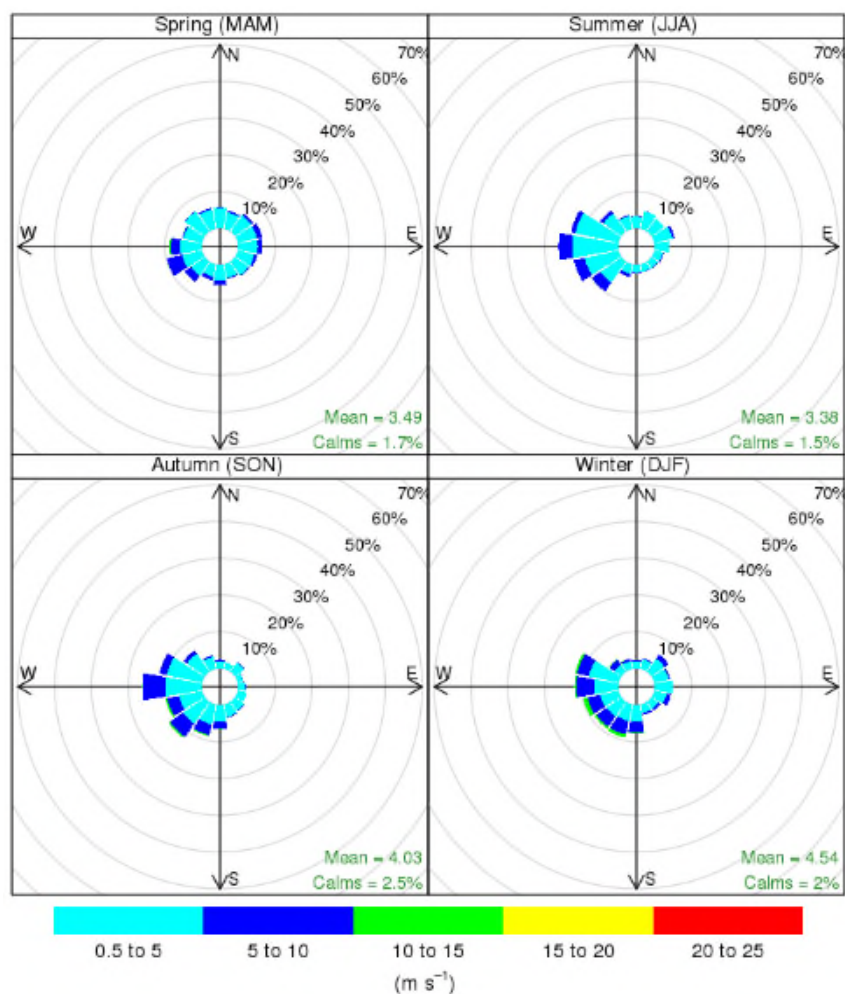 Spring (MAM)
Summer (JJA)
N
70%
60%
50%
40%
30%
20%
10%
W
E
S
Mean = 3.49
Calms = 1.7%
N
70%
60%
50%
40%
30%
20%
10%
W
E
S
Mean = 3.38
Calms = 1.5%
Autumn (SON)
Winter (DJF)
N
70%
60%
50%
40%
30%
20%
10%
W
E
S
Mean = 4.03
Calms = 2.5%
N
70%
60%
50%
40%
30%
20%
10%
W
E
S
Mean = 4.54
Calms = 2%
0.5 to 5 5 to 10 10 to 15 15 to 20 20 to 25
(m s⁻¹)